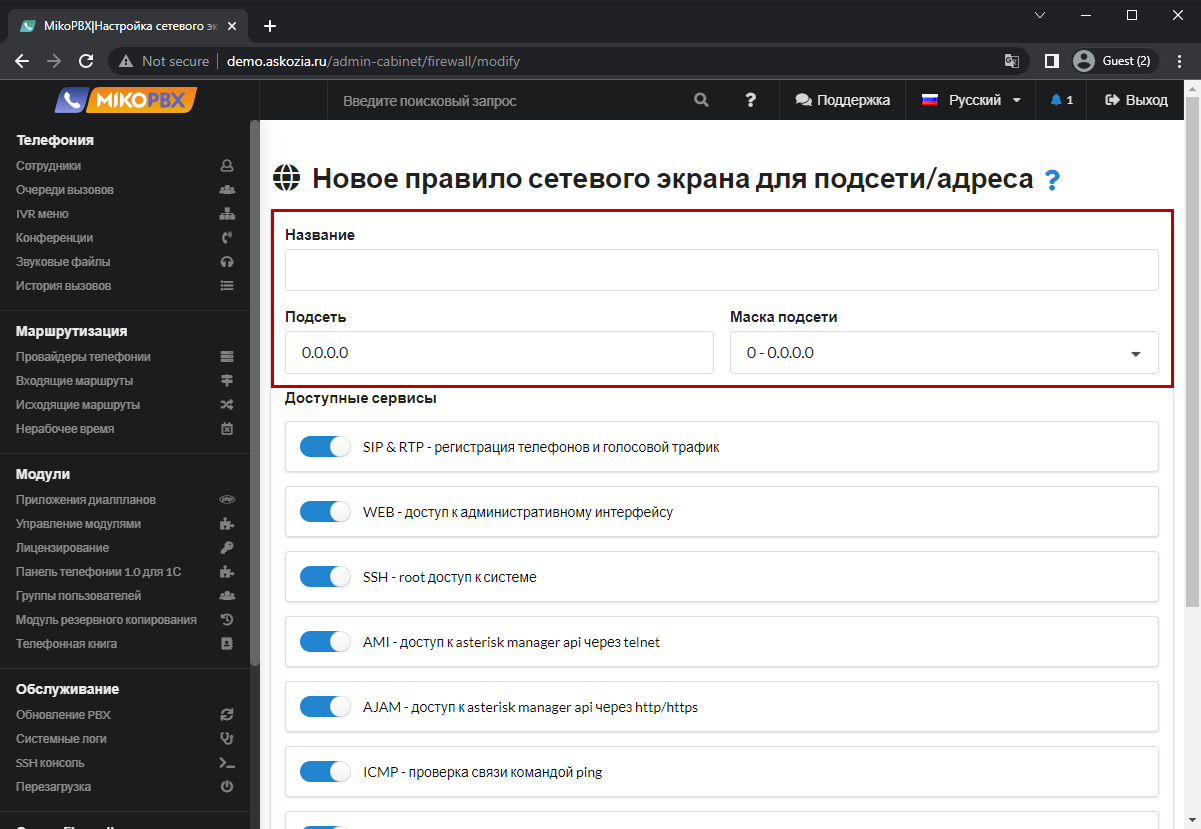 MikoPBX|Настройка сетевого эк
Not secure
demo.askozia.ru/admin-cabinet/firewall/modify
Guest (2)
MIKOPBX
Введите поисковый запрос
?
Поддержка
Русский
1
Выход
Телефония
Сотрудники
Очереди вызовов
IVR меню
Конференции
Звуковые файлы
История вызовов
Маршрутизация
Провайдеры телефонии
Входящие маршруты
Исходящие маршруты
Нерабочее время
Модули
Приложения диалпланов
Управление модулями
Лицензирование
Панель телефонии 1.0 для 1С
Группы пользователей
Модуль резервного копирования
Телефонная книга
Обслуживание
Обновление PBX
Системные логи
SSH консоль
Перезагрузка
Новое правило сетевого экрана для подсети/адреса ?
Название
Подсеть
Маска подсети
0.0.0.0
0 - 0.0.0.0
Доступные сервисы
SIP & RTP - регистрация телефонов и голосовой трафик
WEB - доступ к административному интерфейсу
SSH - root доступ к системе
AMI - доступ к asterisk manager api через telnet
AJAM - доступ к asterisk manager api через http/https
ICMP - проверка связи командой ping